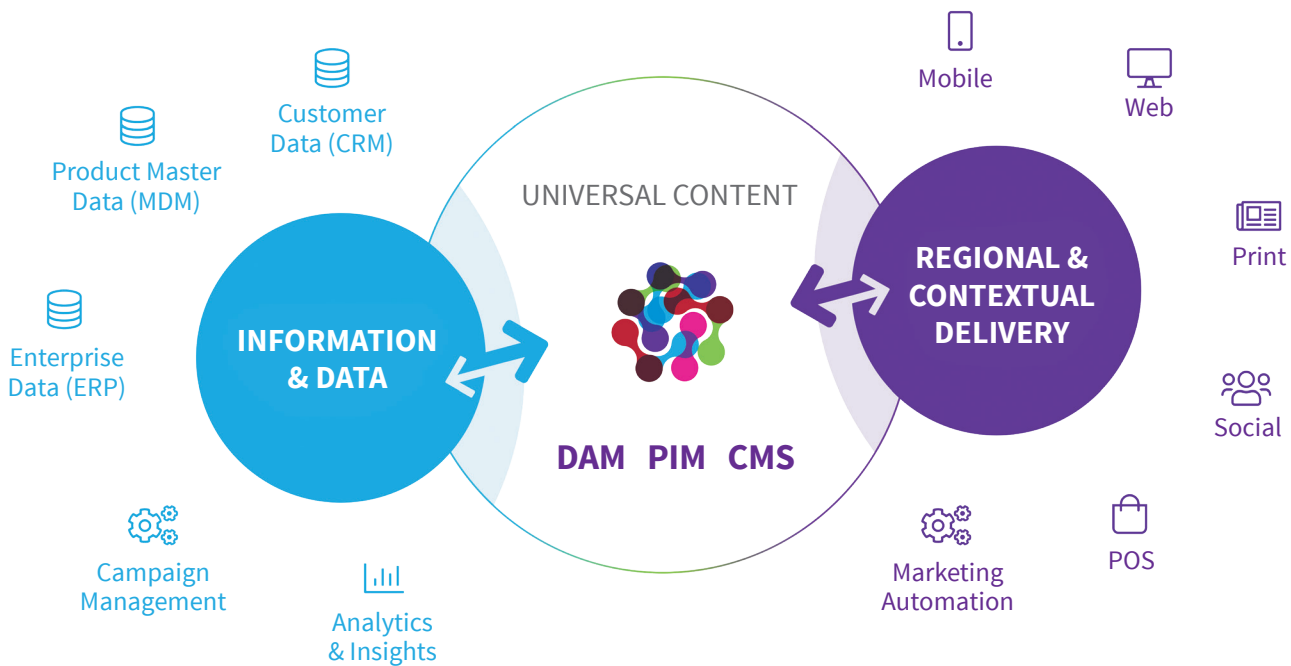 Customer
Data (CRM)
Product Master
Data (MDM)
Enterprise
Data (ERP)
Campaign
Management
Analytics
& Insights
INFORMATION
& DATA
UNIVERSAL CONTENT
DAM PIM CMS
REGIONAL &
CONTEXTUAL
DELIVERY
Mobile
Web
Print
Social
POS
Marketing
Automation